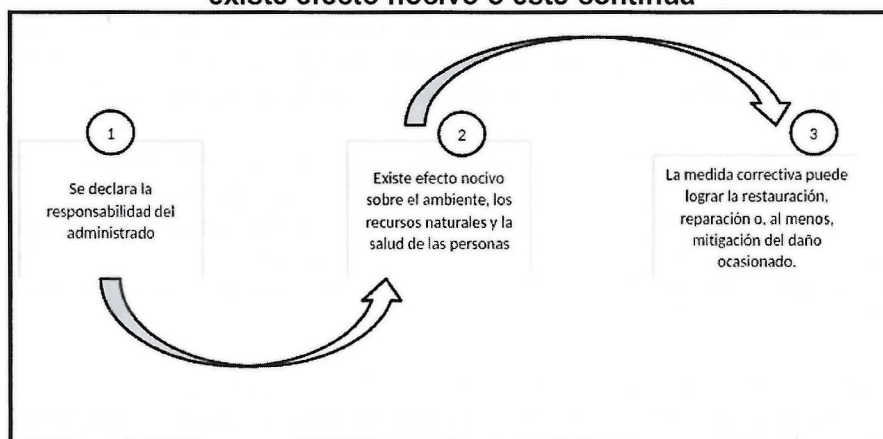 existe efecto nocivo o este continúa
1
Se declara la
responsabilidad del
administrado
2
Existe efecto nocivo
sobre el ambiente, los
recursos naturales y la
salud de las personas
3
La medida correctiva puede
lograr la restauración,
reparación o, al menos,
mitigación del daño
ocasionado.